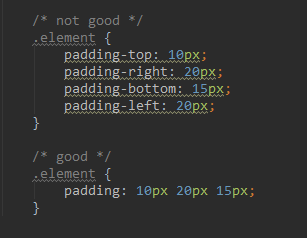 /* not good */
.element {
padding-top: 10px;
padding-right: 20px;
padding-bottom: 15px;
padding-left: 20px;
}
/* good */
.element {
padding: 10px 20px 15px;
}